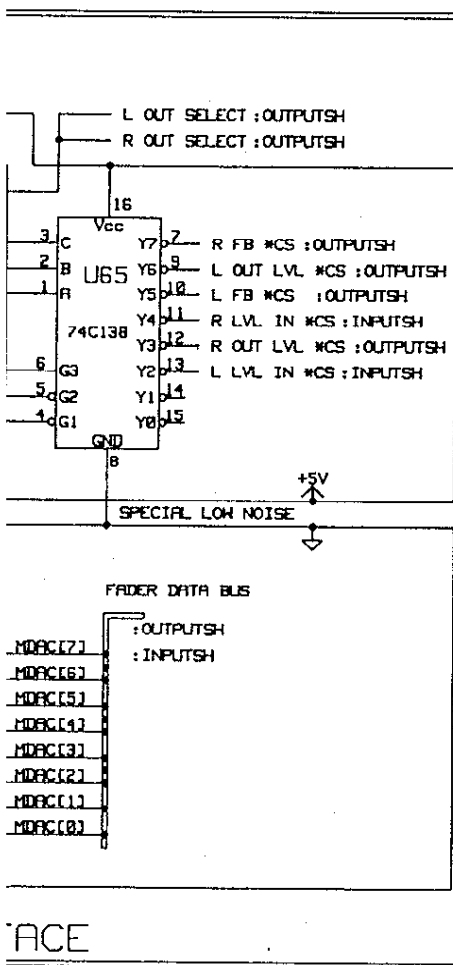 L OUT SELECT :OUTPUTSH
R OUT SELECT :OUTPUTSH
16
Vcc
3 C Y7 7 R FB *CS :OUTPUTSH
2 B U65 Y6 9 L OUT LVL *CS :OUTPUTSH
1 A Y5 10 L FB *CS :OUTPUTSH
Y4 11 R LVL IN *CS :INPUTSH
74C138 Y3 12 R OUT LVL *CS :OUTPUTSH
6 G3 Y2 13 L LVL IN *CS :INPUTSH
5 G2 Y1 14
4 G1 Y0 15
GND
8
+5V
SPECIAL LOW NOISE
FADER DATA BUS
:OUTPUTSH
:INPUTSH
MDAC[7]
MDAC[6]
MDAC[5]
MDAC[4]
MDAC[3]
MDAC[2]
MDAC[1]
MDAC[0]
FACE